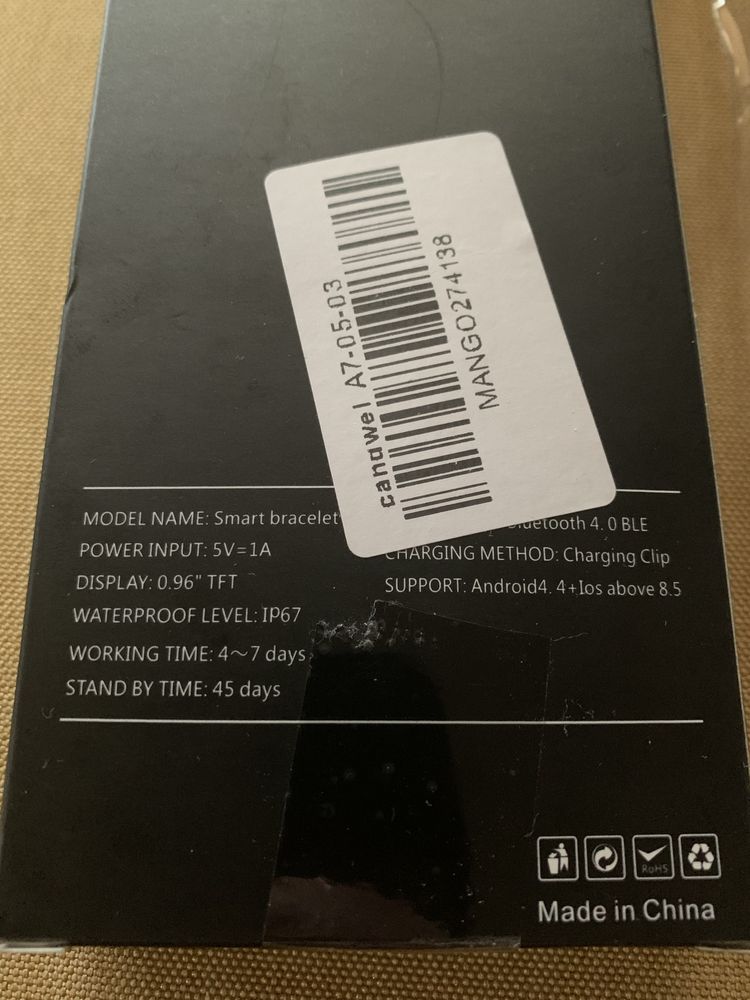 canuwel A7-05-03
MANGO274138
MODEL NAME: Smart bracelet
POWER INPUT: 5V=1A
DISPLAY: 0.96" TFT
WATERPROOF LEVEL: IP67
WORKING TIME: 4～7 days
STAND BY TIME: 45 days
Bluetooth 4.0 BLE
CHARGING METHOD: Charging Clip
SUPPORT: Android4. 4+Ios above 8.5
RoHS
Made in China